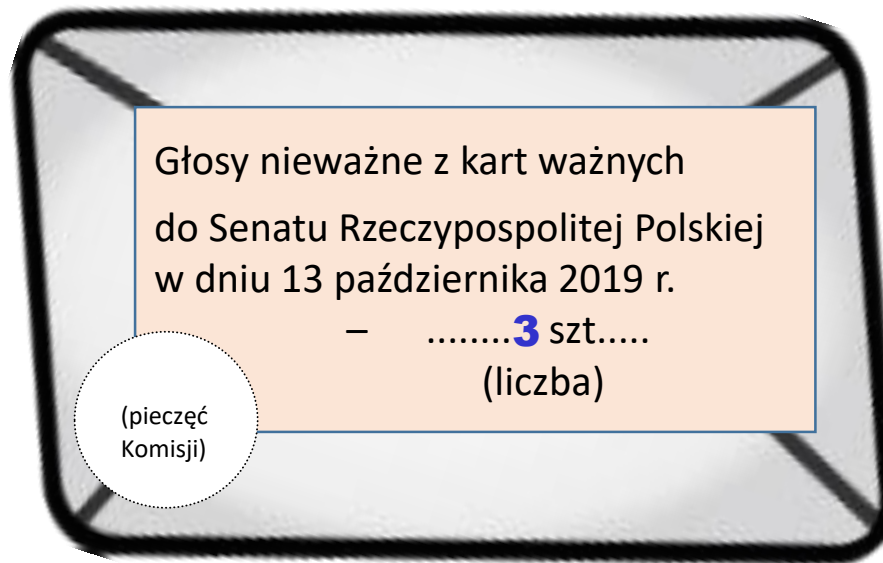 Głosy nieważne z kart ważnych
do Senatu Rzeczypospolitej Polskiej
w dniu 13 października 2019 r.
– ........3 szt.....
(liczba)
(pieczęć
Komisji)